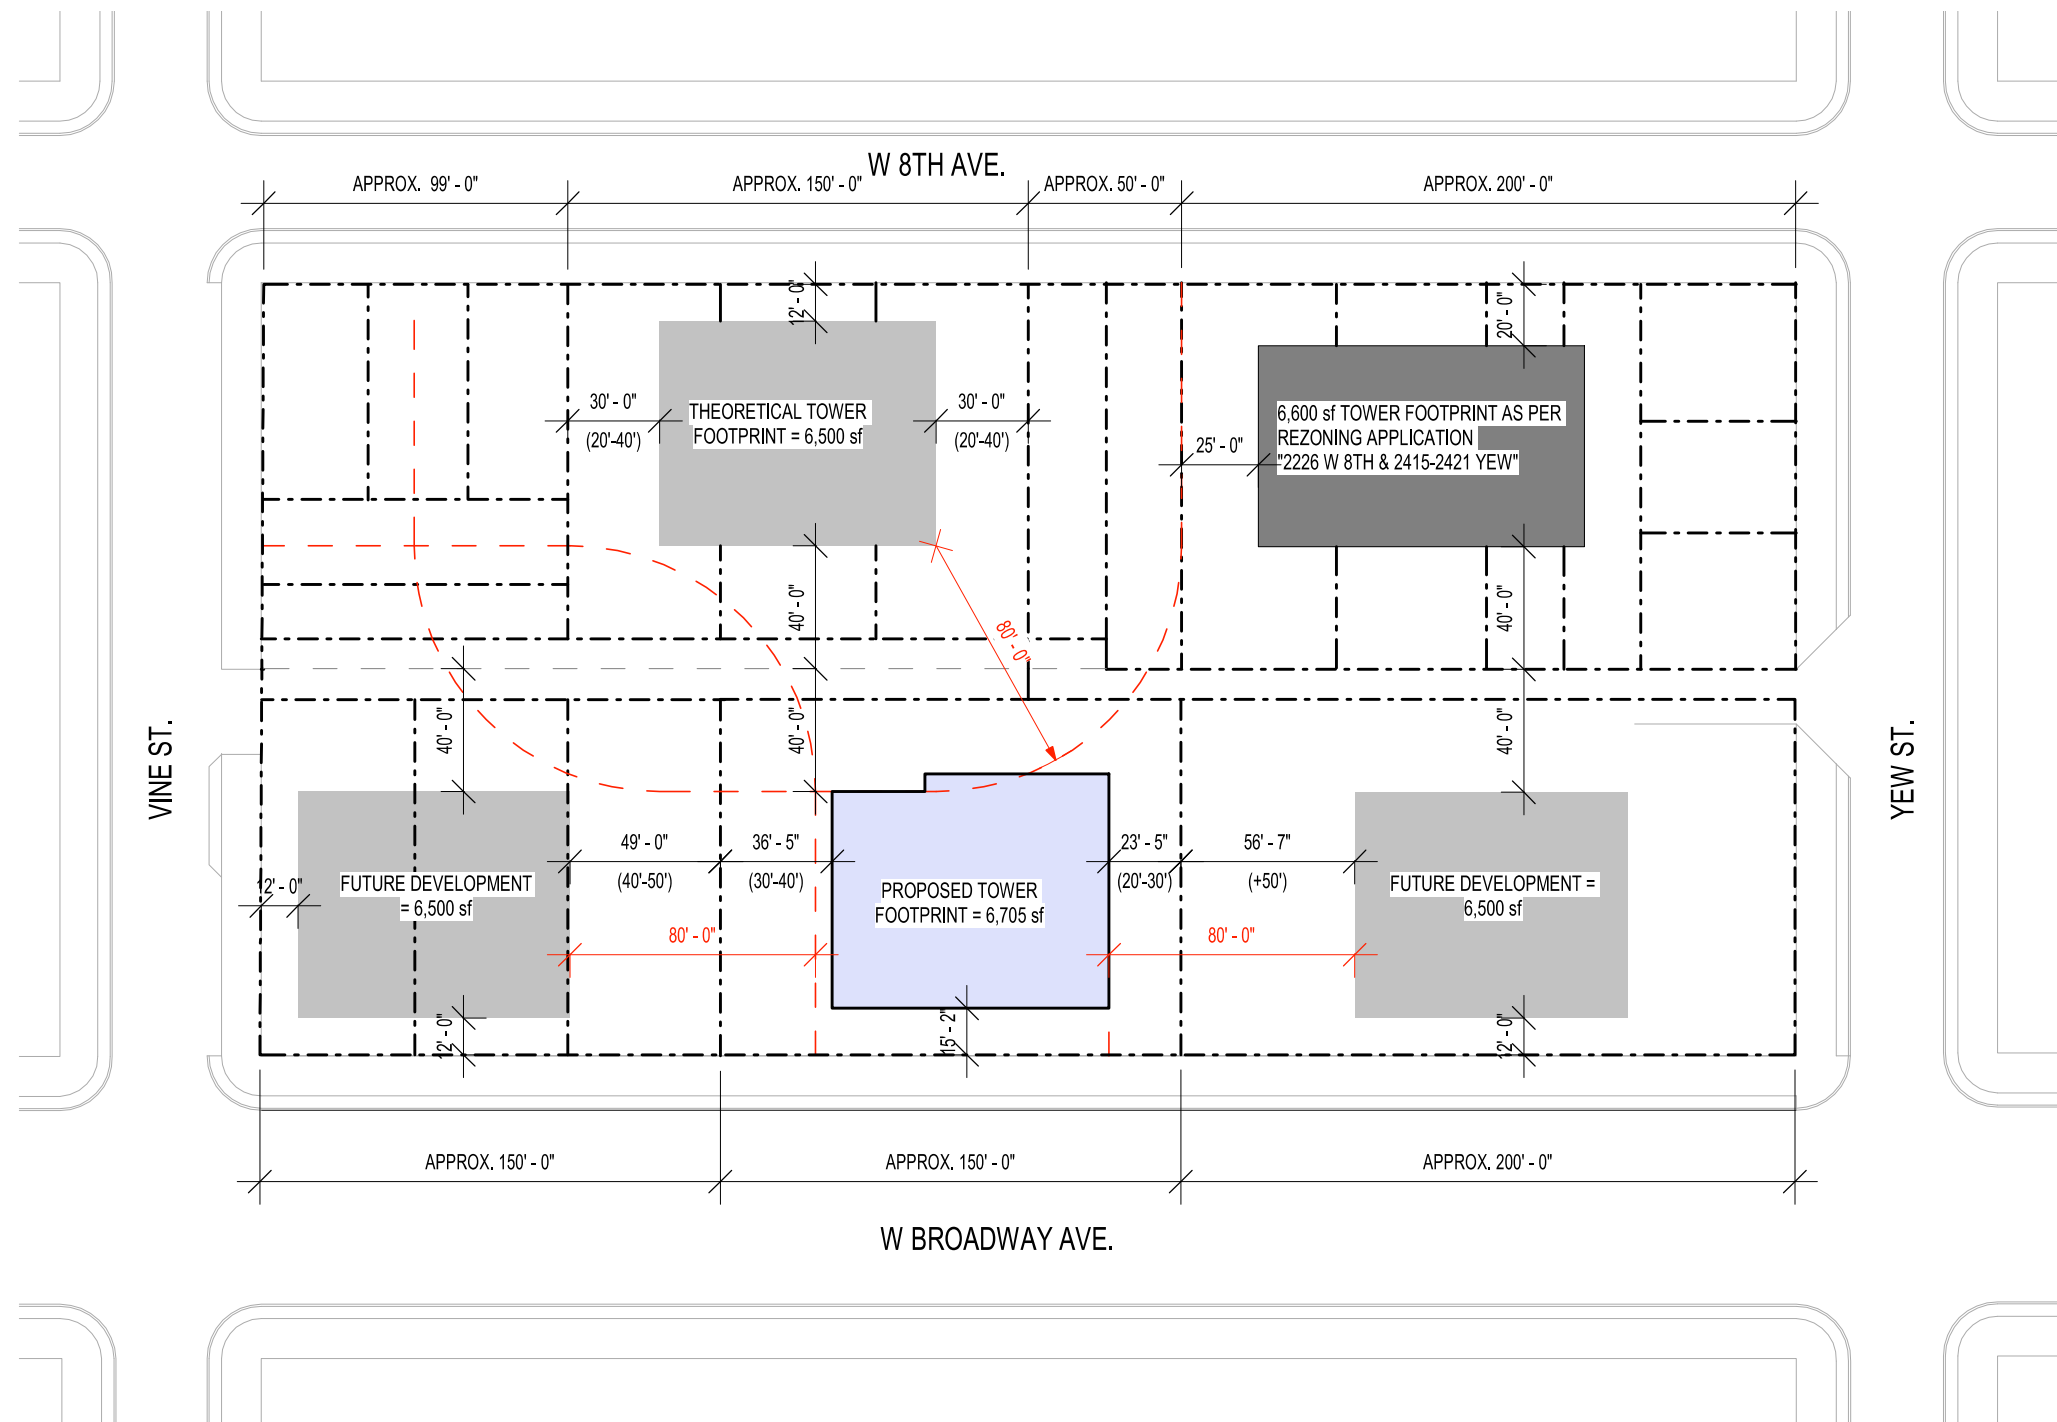 W 8TH AVE.
APPROX. 99' - 0"
APPROX. 150' - 0"
APPROX. 50' - 0"
APPROX. 200' - 0"
12' - 0"
20' - 0"
30' - 0"
(20'-40')
THEORETICAL TOWER
FOOTPRINT = 6,500 sf
30' - 0"
(20'-40')
25' - 0"
6,600 sf TOWER FOOTPRINT AS PER
REZONING APPLICATION
"2226 W 8TH & 2415-2421 YEW"
40' - 0"
80' - 0"
40' - 0"
40' - 0"
40' - 0"
40' - 0"
VINE ST.
YEW ST.
12' - 0"
FUTURE DEVELOPMENT
= 6,500 sf
49' - 0"
(40'-50')
36' - 5"
(30'-40')
PROPOSED TOWER
FOOTPRINT = 6,705 sf
23' - 5"
(20'-30')
56' - 7"
(+50')
FUTURE DEVELOPMENT =
6,500 sf
80' - 0"
80' - 0"
12' - 0"
15' - 2"
12' - 0"
APPROX. 150' - 0"
APPROX. 150' - 0"
APPROX. 200' - 0"
W BROADWAY AVE.